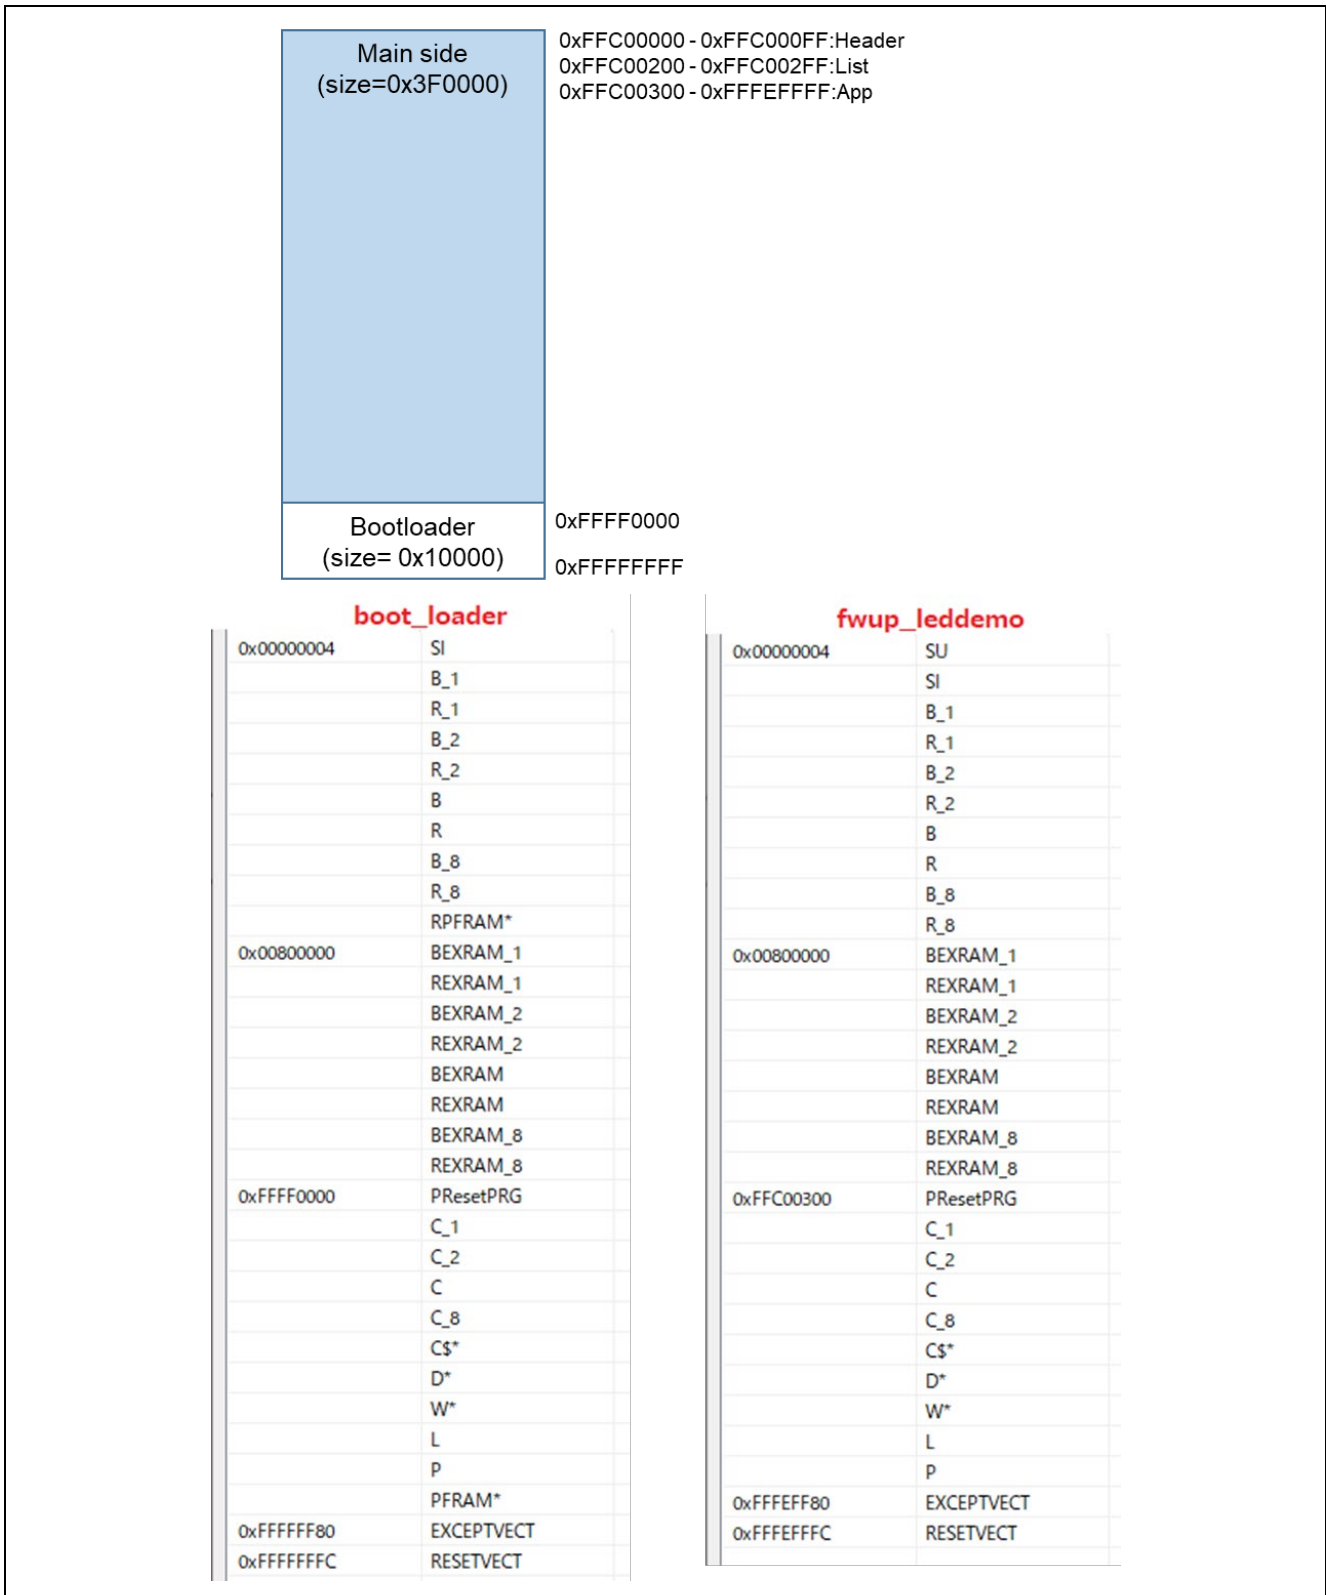 Main side
(size=0x3F0000)
0xFFC00000 - 0xFFC000FF:Header
0xFFC00200 - 0xFFC002FF:List
0xFFC00300 - 0xFFFEFFFF:App
Bootloader
(size= 0x10000)
0xFFFF0000
0xFFFFFFFF
boot_loader
0x00000004 SI
B_1
R_1
B_2
R_2
B
R
B_8
R_8
RPFRAM*
0x00800000 BEXRAM_1
REXRAM_1
BEXRAM_2
REXRAM_2
BEXRAM
REXRAM
BEXRAM_8
REXRAM_8
0xFFFF0000 PResetPRG
C_1
C_2
C
C_8
C$*
D*
W*
L
P
PFRAM*
0xFFFFFF80 EXCEPTVECT
0xFFFFFFFC RESETVECT
fwup_leddemo
0x00000004 SU
SI
B_1
R_1
B_2
R_2
B
R
B_8
R_8
0x00800000 BEXRAM_1
REXRAM_1
BEXRAM_2
REXRAM_2
BEXRAM
REXRAM
BEXRAM_8
REXRAM_8
0xFFC00300 PResetPRG
C_1
C_2
C
C_8
C$*
D*
W*
L
P
0xFFFEFF80 EXCEPTVECT
0xFFFEFFFC RESETVECT